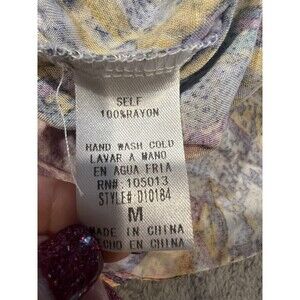 SELF
100%RAYON
HAND WASH COLD
LAVAR A MANO
EN AGUA FRIA
RN#: 105013
STYLE# D10184
M
MADE IN CHINA
HECHO EN CHINA